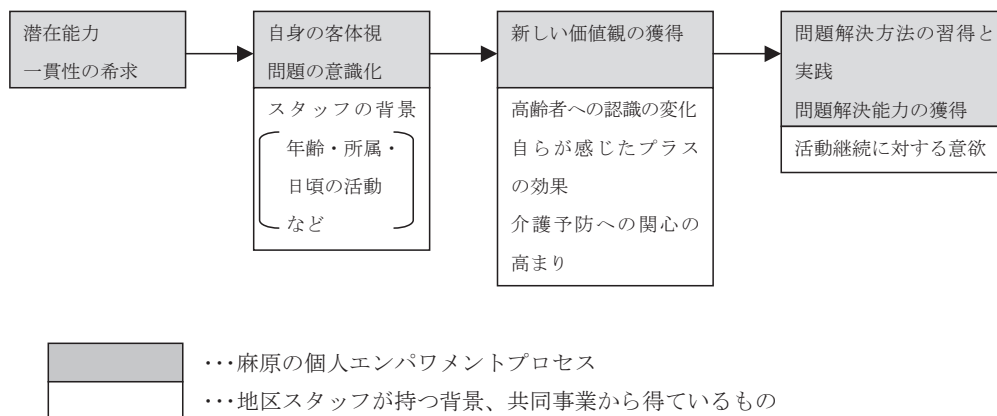 潜在能力
一貫性の希求
自身の客体視
問題の意識化
スタッフの背景
年齢・所属・
日頃の活動
など
新しい価値観の獲得
高齢者への認識の変化
自らが感じたプラス
の効果
介護予防への関心の
高まり
問題解決方法の習得と
実践
問題解決能力の獲得
活動継続に対する意欲
･･･麻原の個人エンパワメントプロセス
･･･地区スタッフが持つ背景、共同事業から得ているもの